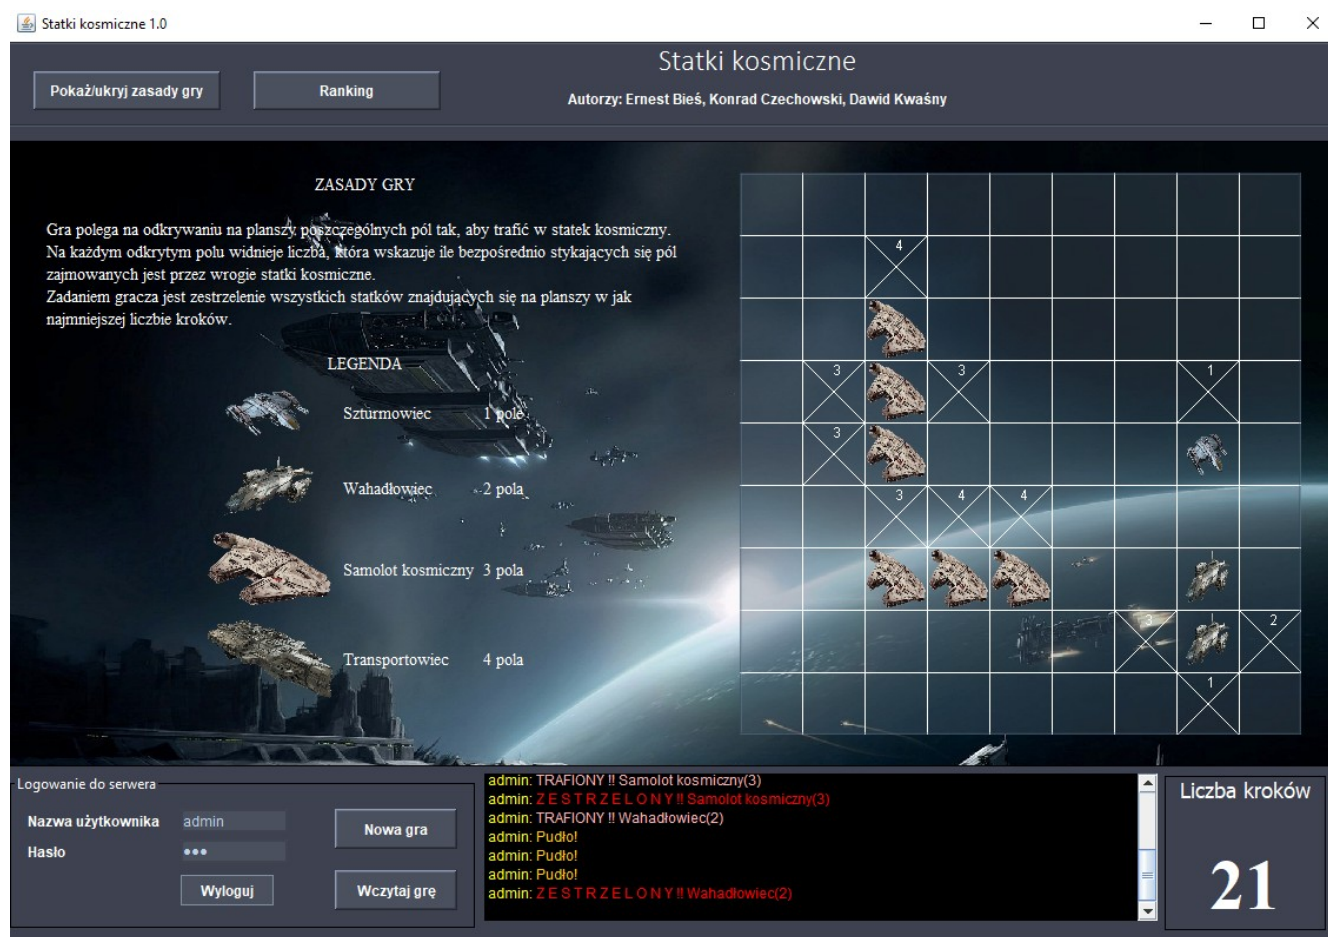 Statki kosmiczne 1.0
Pokaż/ukryj zasady gry
Ranking
Statki kosmiczne
Autorzy: Ernest Bieś, Konrad Czechowski, Dawid Kwaśny
ZASADY GRY
Gra polega na odkrywaniu na planszy poszczególnych pól tak, aby trafić w statek kosmiczny.
Na każdym odkrytym polu widnieje liczba, która wskazuje ile bezpośrednio stykających się pól
zajmowanych jest przez wrogie statki kosmiczne.
Zadaniem gracza jest zestrzelenie wszystkich statków znajdujących się na planszy w jak
najmniejszej liczbie kroków.
LEGENDA
Szturmowiec 1 pole
Wahadłowiec 2 pola
Samolot kosmiczny 3 pola
Transportowiec 4 pola
4
3 3 1
3
3 4 4
3 2
1
Logowanie do serwera
Nazwa użytkownika admin
Hasło •••
Wyloguj
Nowa gra
Wczytaj grę
admin: TRAFIONY !! Samolot kosmiczny(3)
admin: Z E S T R Z E L O N Y !! Samolot kosmiczny(3)
admin: TRAFIONY !! Wahadłowiec(2)
admin: Pudło!
admin: Pudło!
admin: Pudło!
admin: Z E S T R Z E L O N Y !! Wahadłowiec(2)
Liczba kroków
21